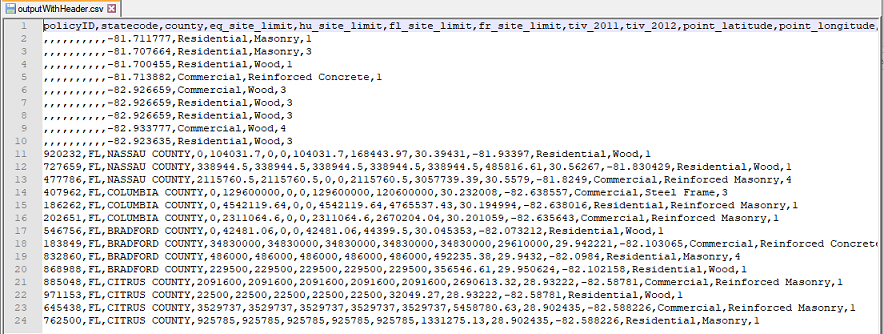 outputWithHeader.csv
1 policyID,statecode,county,eq_site_limit,hu_site_limit,fl_site_limit,fr_site_limit,tiv_2011,tiv_2012,point_latitude,point_longitude,
2 ,,,,,,,,,,-81.711777,Residential,Masonry,1
3 ,,,,,,,,,,-81.707664,Residential,Masonry,3
4 ,,,,,,,,,,-81.700455,Residential,Wood,1
5 ,,,,,,,,,,-81.713882,Commercial,Reinforced Concrete,1
6 ,,,,,,,,,,-82.926659,Commercial,Wood,3
7 ,,,,,,,,,,-82.926659,Residential,Wood,3
8 ,,,,,,,,,,-82.926659,Residential,Wood,3
9 ,,,,,,,,,,-82.933777,Commercial,Wood,4
10 ,,,,,,,,,,-82.923635,Residential,Wood,3
11 920232,FL,NASSAU COUNTY,0,104031.7,0,0,104031.7,168443.97,30.39431,-81.93397,Residential,Wood,1
12 727659,FL,NASSAU COUNTY,338944.5,338944.5,338944.5,338944.5,338944.5,485816.61,30.56267,-81.830429,Residential,Wood,1
13 477786,FL,NASSAU COUNTY,2115760.5,2115760.5,0,0,2115760.5,3057739.39,30.5579,-81.8249,Commercial,Reinforced Masonry,4
14 407962,FL,COLUMBIA COUNTY,0,129600000,0,0,129600000,120600000,30.232008,-82.638557,Commercial,Steel Frame,3
15 186262,FL,COLUMBIA COUNTY,0,4542119.64,0,0,4542119.64,4765537.43,30.194994,-82.638016,Residential,Reinforced Masonry,1
16 202651,FL,COLUMBIA COUNTY,0,2311064.6,0,0,2311064.6,2670204.04,30.201059,-82.635643,Commercial,Reinforced Masonry,1
17 546756,FL,BRADFORD COUNTY,0,42481.06,0,0,42481.06,44399.5,30.045353,-82.073212,Residential,Wood,1
18 183849,FL,BRADFORD COUNTY,34830000,34830000,34830000,34830000,34830000,29610000,29.942221,-82.103065,Commercial,Reinforced Concrete
19 832860,FL,BRADFORD COUNTY,486000,486000,486000,486000,486000,492235.38,29.9432,-82.0984,Residential,Masonry,4
20 868988,FL,BRADFORD COUNTY,229500,229500,229500,229500,229500,356546.61,29.950624,-82.102158,Residential,Wood,1
21 885048,FL,CITRUS COUNTY,2091600,2091600,2091600,2091600,2091600,2690613.32,28.93222,-82.58781,Commercial,Reinforced Masonry,1
22 971153,FL,CITRUS COUNTY,22500,22500,22500,22500,22500,32049.27,28.93222,-82.58781,Residential,Wood,1
23 645438,FL,CITRUS COUNTY,3529737,3529737,3529737,3529737,3529737,5458780.63,28.902435,-82.588226,Commercial,Reinforced Masonry,1
24 762500,FL,CITRUS COUNTY,925785,925785,925785,925785,925785,1331275.13,28.902435,-82.588226,Residential,Masonry,1